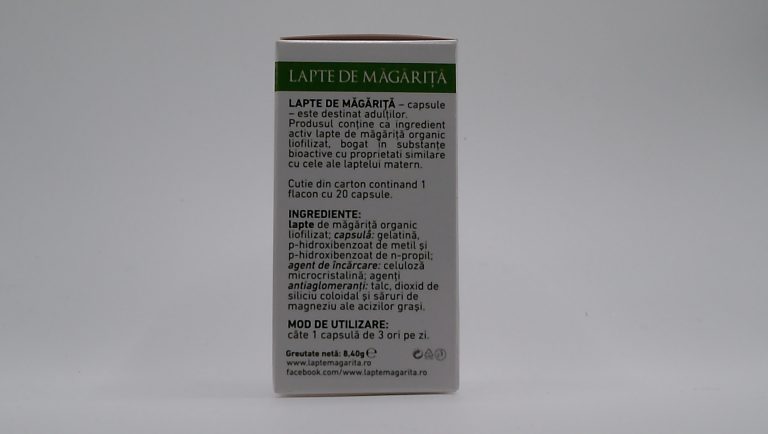 LAPTE DE MĂGĂRIȚĂ
LAPTE DE MĂGĂRIȚĂ – capsule
– este destinat adulților.
Produsul conține ca ingredient
activ lapte de măgăriță organic
liofilizat, bogat în substanțe
bioactive cu proprietati similare
cu cele ale laptelui matern.
Cutie din carton continand 1
flacon cu 20 capsule.
INGREDIENTE:
lapte de măgăriță organic
liofilizat; capsulă: gelatină,
p-hidroxibenzoat de metil și
p-hidroxibenzoat de n-propil;
agent de încărcare: celuloză
microcristalină; agenți
antiaglomeranți: talc, dioxid de
siliciu coloidal și săruri de
magneziu ale acizilor grași.
MOD DE UTILIZARE:
câte 1 capsulă de 3 ori pe zi.
Greutate netă: 8,40g ℮
www.laptemagarita.ro
facebook.com/www.laptemagarita.ro